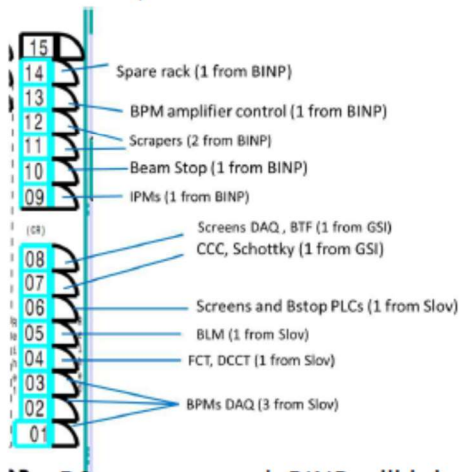 15
14 Spare rack (1 from BINP)
13 BPM amplifier control (1 from BINP)
12 Scrapers (2 from BINP)
11
10 Beam Stop (1 from BINP)
09 IPMs (1 from BINP)
(GR)
Screens DAQ , BTF (1 from GSI)
08 CCC, Schottky (1 from GSI)
07
06 Screens and Bstop PLCs (1 from Slov)
05 BLM (1 from Slov)
04 FCT, DCCT (1 from Slov)
03
02 BPMs DAQ (3 from Slov)
01